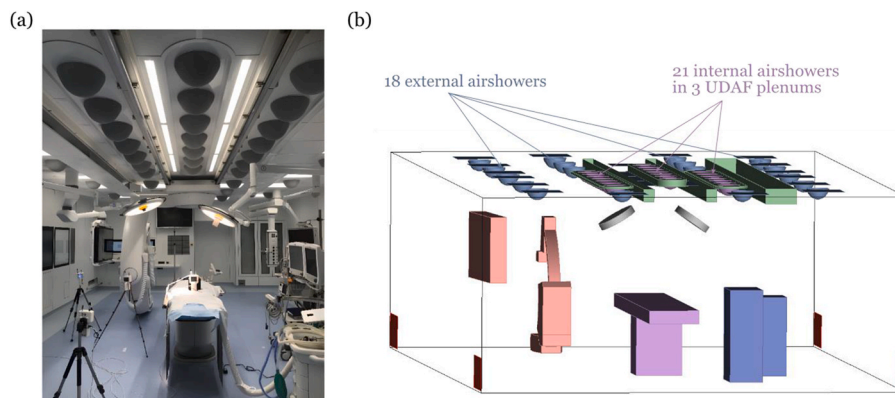 (a)
(b)
18 external airshowers
21 internal airshowers
in 3 UDAF plenums